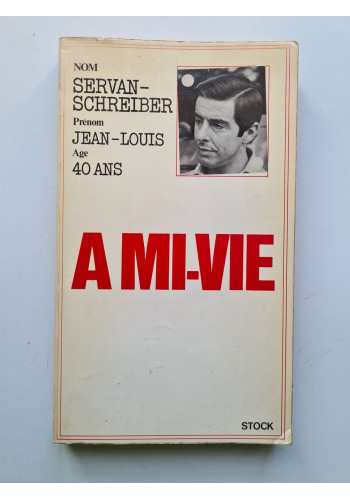 NOM
SERVAN-
SCHREIBER
Prénom
JEAN-LOUIS
Age
40 ANS
A MI-VIE
STOCK